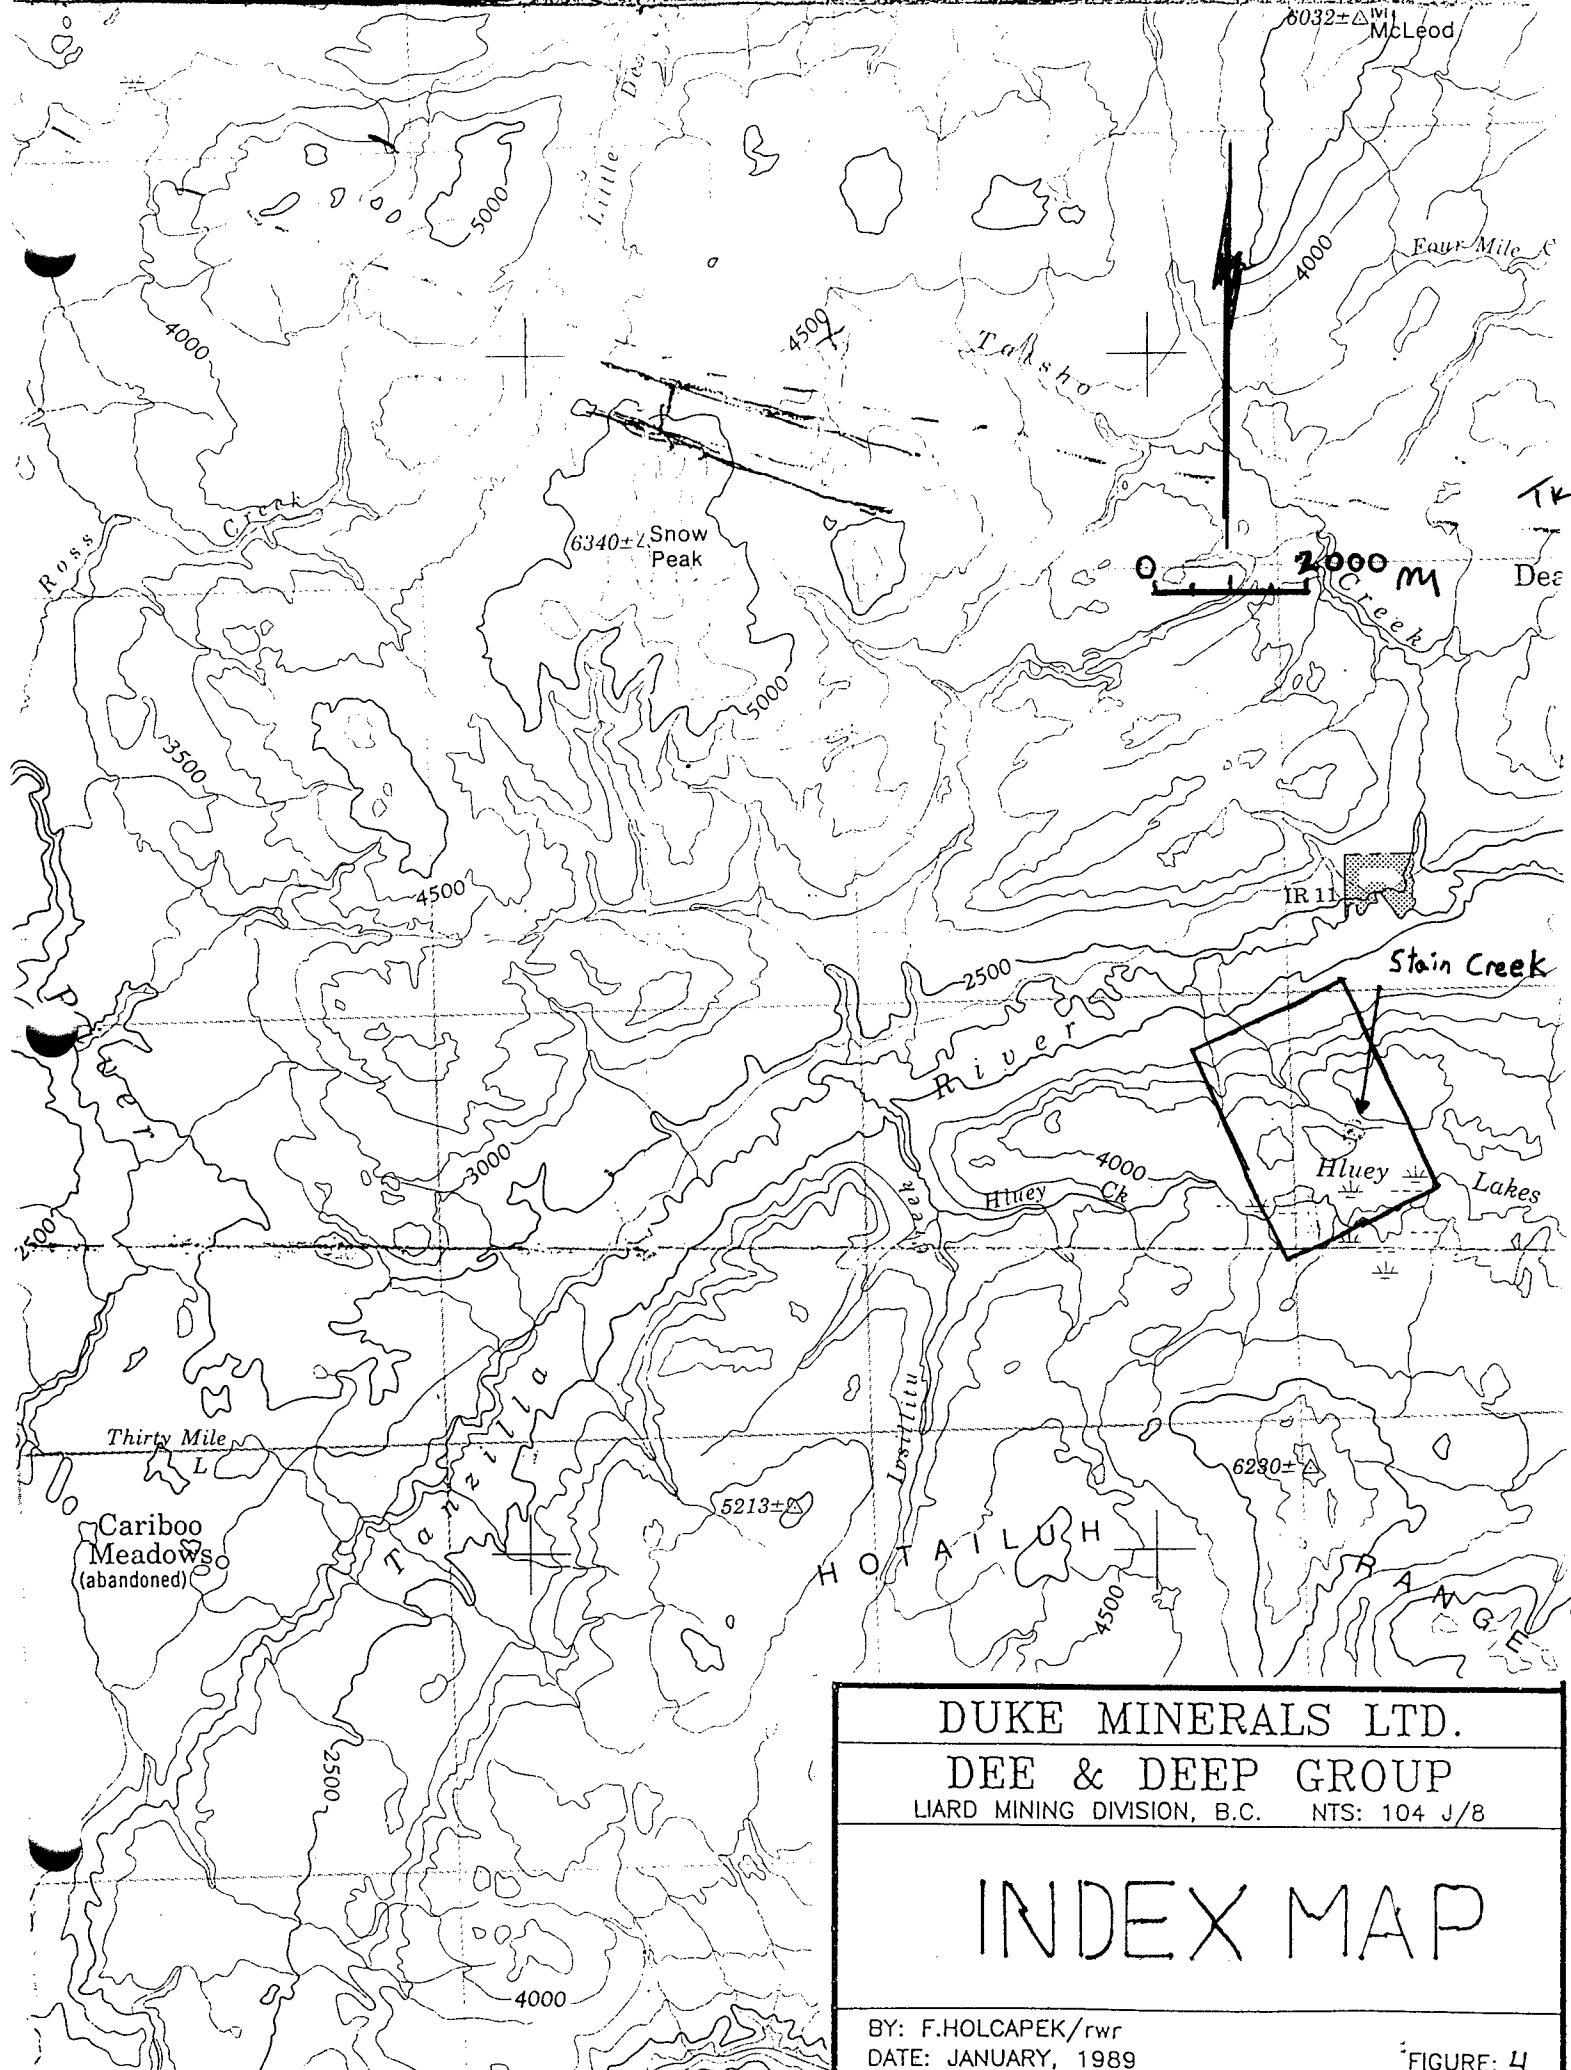 6032±
McLeod
Little
5000
Four Mile
4000
4000
4500
Ross Creek
6340± Snow
Peak
0 2000 m
Creek
5000
3500
4500
IR 11
2500
Stain Creek
River
River
4000
3000
Hluey
Lakes
Hluey Ck
Creek
2500
Thirty Mile
L
Tanzilla
6230±
5213±
Cariboo
Meadows
(abandoned)
HOTAILUH RANGE
4500
2500
4000
DUKE MINERALS LTD.
DEE & DEEP GROUP
LIARD MINING DIVISION, B.C. NTS: 104 J/8
INDEX MAP
BY: F.HOLCAPEK/rwr
DATE: JANUARY, 1989
FIGURE: 4